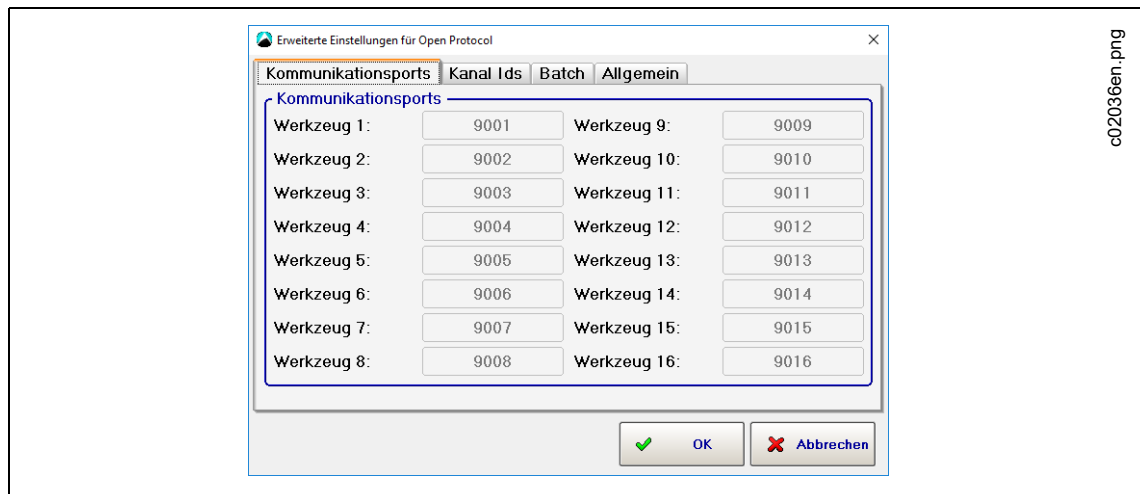 Erweiterte Einstellungen für Open Protocol
Kommunikationsports Kanal Ids Batch Allgemein
Kommunikationsports
Werkzeug 1: 9001 Werkzeug 9: 9009
Werkzeug 2: 9002 Werkzeug 10: 9010
Werkzeug 3: 9003 Werkzeug 11: 9011
Werkzeug 4: 9004 Werkzeug 12: 9012
Werkzeug 5: 9005 Werkzeug 13: 9013
Werkzeug 6: 9006 Werkzeug 14: 9014
Werkzeug 7: 9007 Werkzeug 15: 9015
Werkzeug 8: 9008 Werkzeug 16: 9016
OK Abbrechen
c02036en.png